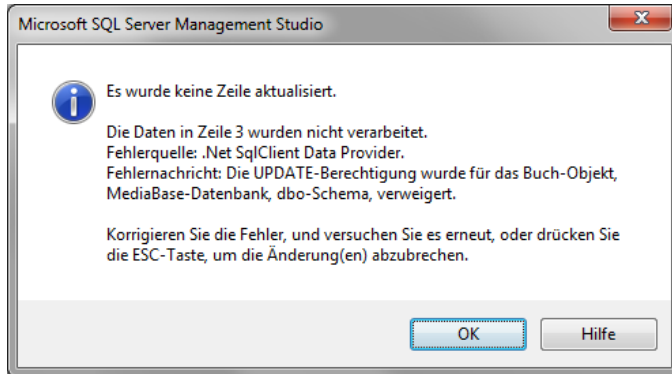 Microsoft SQL Server Management Studio
Es wurde keine Zeile aktualisiert.
Die Daten in Zeile 3 wurden nicht verarbeitet.
Fehlerquelle: .Net SqlClient Data Provider.
Fehlernachricht: Die UPDATE-Berechtigung wurde für das Buch-Objekt,
MediaBase-Datenbank, dbo-Schema, verweigert.
Korrigieren Sie die Fehler, und versuchen Sie es erneut, oder drücken Sie
die ESC-Taste, um die Änderung(en) abzubrechen.
OK
Hilfe